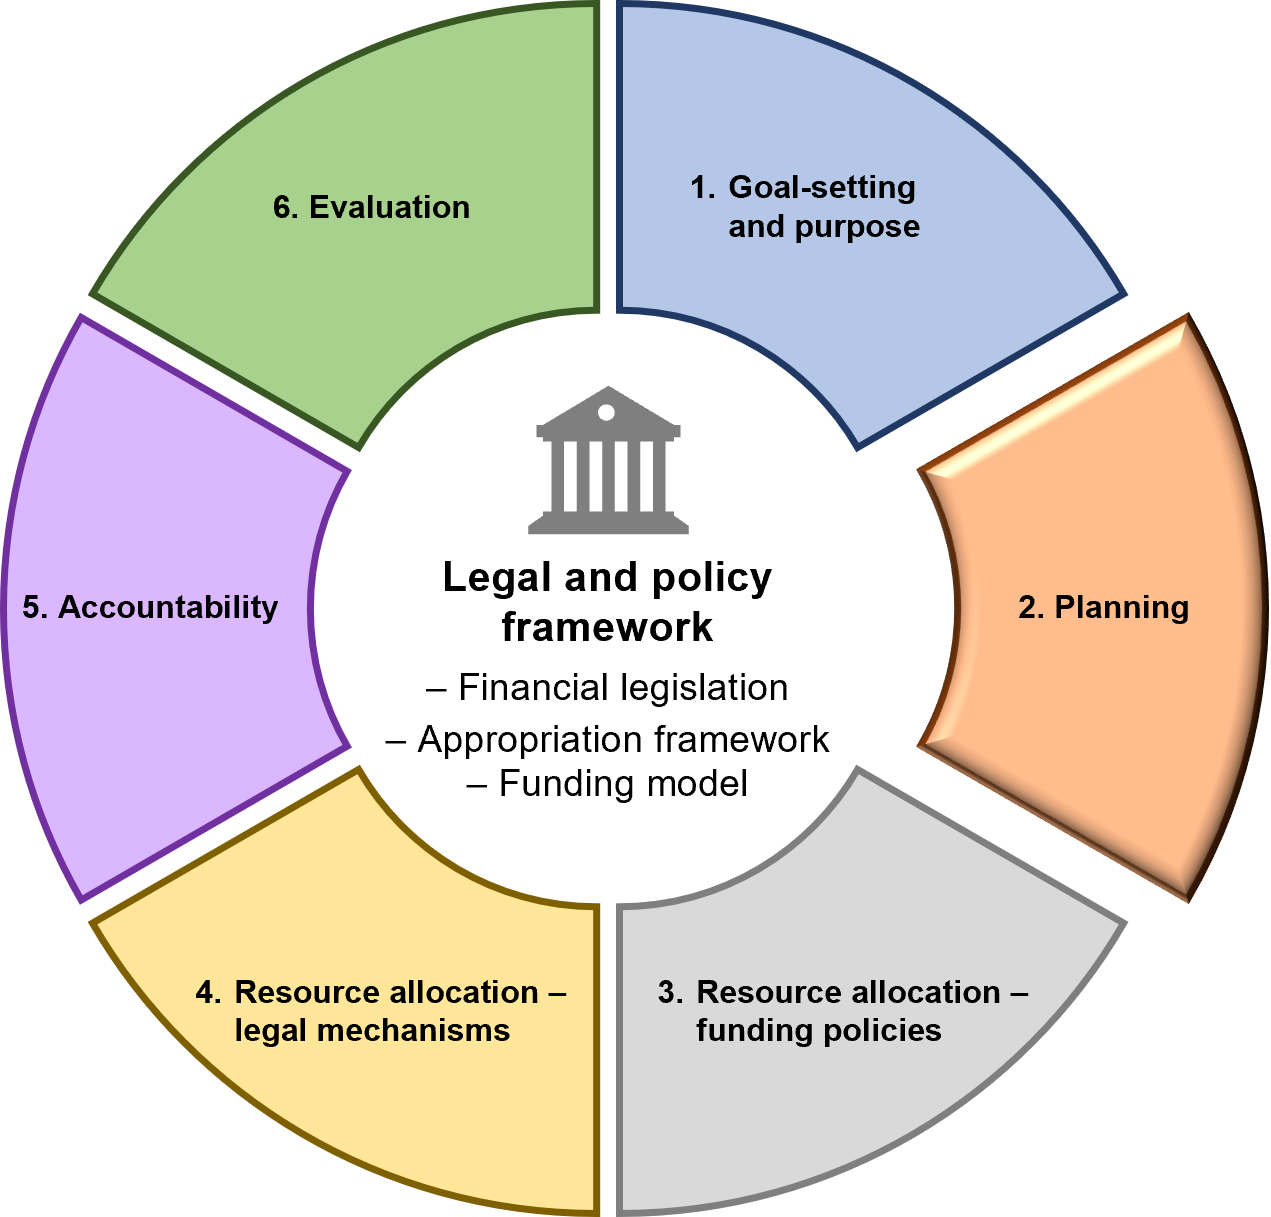 1. Goal-setting
and purpose
2. Planning
3. Resource allocation –
funding policies
4. Resource allocation –
legal mechanisms
5. Accountability
6. Evaluation
Legal and policy
framework
– Financial legislation
– Appropriation framework
– Funding model